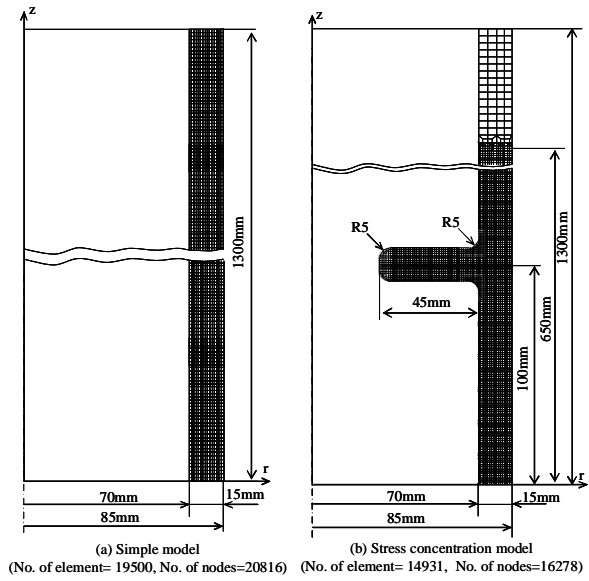 z
1300mm
r
70mm
15mm
85mm
(a) Simple model
(No. of element= 19500, No. of nodes=20816)
z
R5
R5
45mm
100mm
650mm
1300mm
r
70mm
15mm
85mm
(b) Stress concentration model
(No. of element= 14931, No. of nodes=16278)